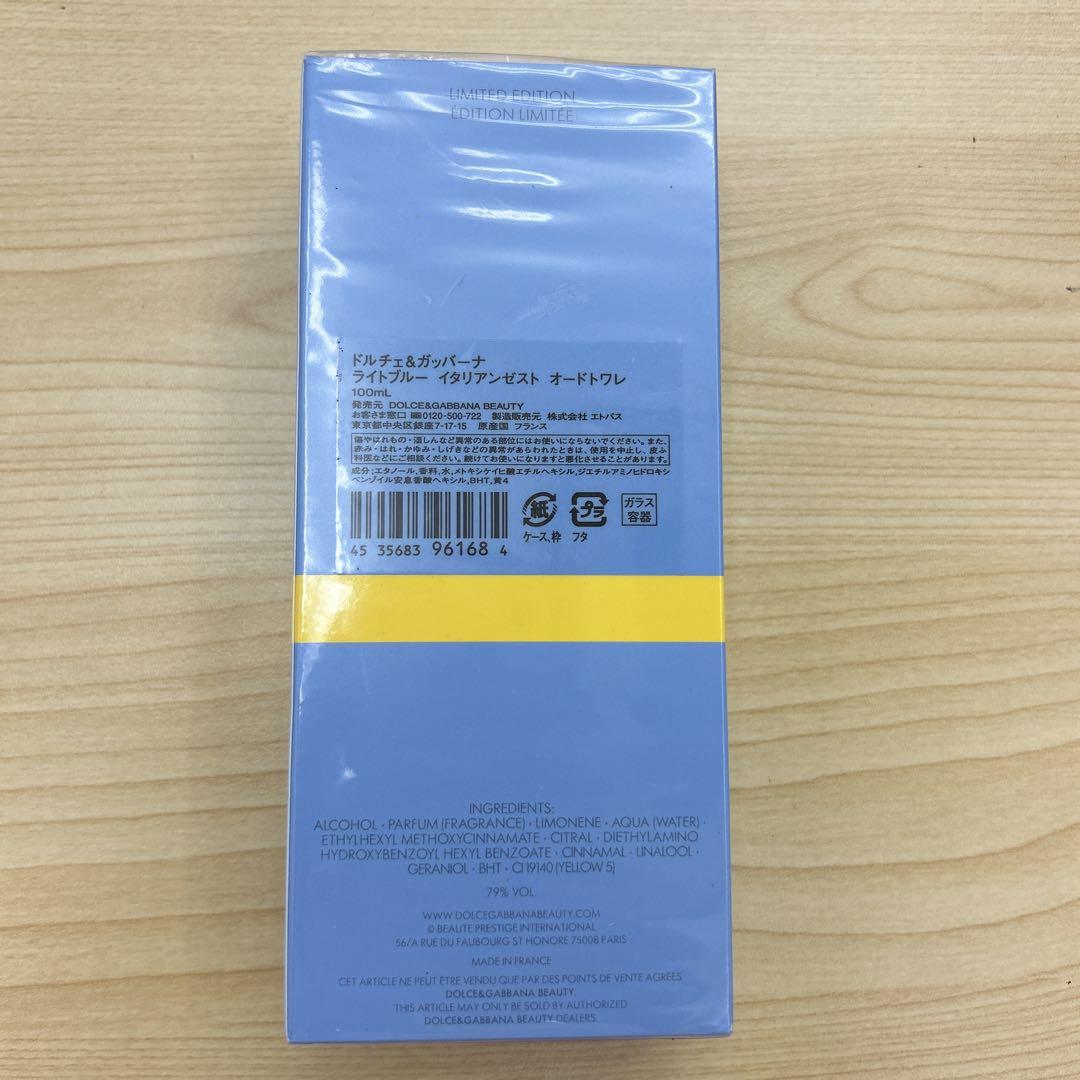 LIMITED EDITION
ÉDITION LIMITÉE
ドルチェ&ガッバーナ
ライトブルー イタリアンゼスト オードトワレ
100mL
発売元 DOLCE&GABBANA BEAUTY
お客さま窓口 0120-500-722 製造販売元 株式会社 エトバス
東京都中央区銀座7-17-15 原産国 フランス
傷やはれもの・湿しんなど異常のある部位にはお使いにならないでください。また、
赤み・はれ・かゆみ・しげきなどの異常があらわれたときは、使用を中止し、皮ふ
科医などにご相談ください。続けてお使いになりますと悪化させることがあります。
成分;エタノール,香料,水,メトキシケイヒ酸エチルヘキシル,ジエチルアミノヒドロキシ
ベンゾイル安息香酸ヘキシル,BHT,黄4
紙 プラ ガラス
容器
ケース、枠 フタ
45 35683 96168 4
INGREDIENTS:
ALCOHOL · PARFUM (FRAGRANCE) · LIMONENE · AQUA (WATER) ·
ETHYLHEXYL METHOXYCINNAMATE · CITRAL · DIETHYLAMINO
HYDROXYBENZOYL HEXYL BENZOATE · CINNAMAL · LINALOOL ·
GERANIOL · BHT · CI 19140 (YELLOW 5)
79% VOL.
WWW.DOLCEGABBANABEAUTY.COM
© BEAUTE PRESTIGE INTERNATIONAL
56/A RUE DU FAUBOURG ST HONORE 75008 PARIS
MADE IN FRANCE
CET ARTICLE NE PEUT ÊTRE VENDU QUE PAR DES POINTS DE VENTE AGRÉES
DOLCE&GABBANA BEAUTY.
THIS ARTICLE MAY ONLY BE SOLD BY AUTHORIZED
DOLCE&GABBANA BEAUTY DEALERS.